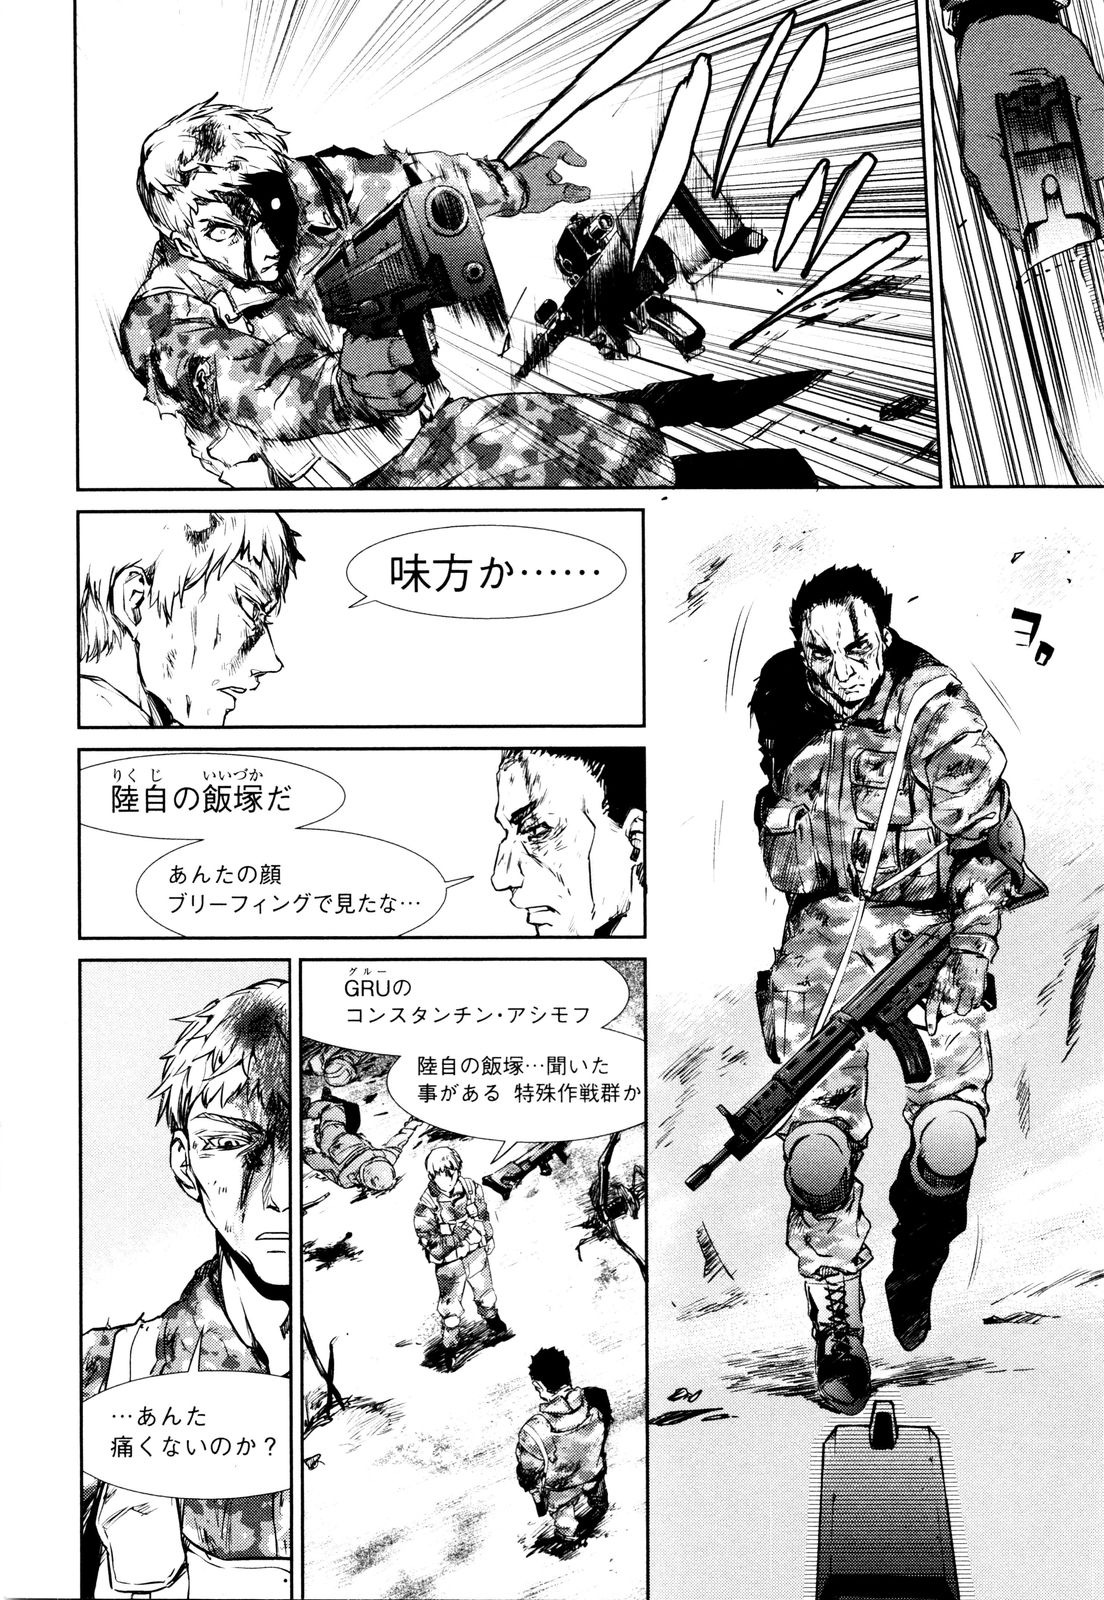 ヨロ
味方か……
陸自の飯塚だ
りくじ
いいづか
あんたの顔
ブリーフィングで見たな…
GRUの
グルー
コンスタンチン・アシモフ
陸自の飯塚…聞いた
事がある 特殊作戦群か
…あんた
痛くないのか？